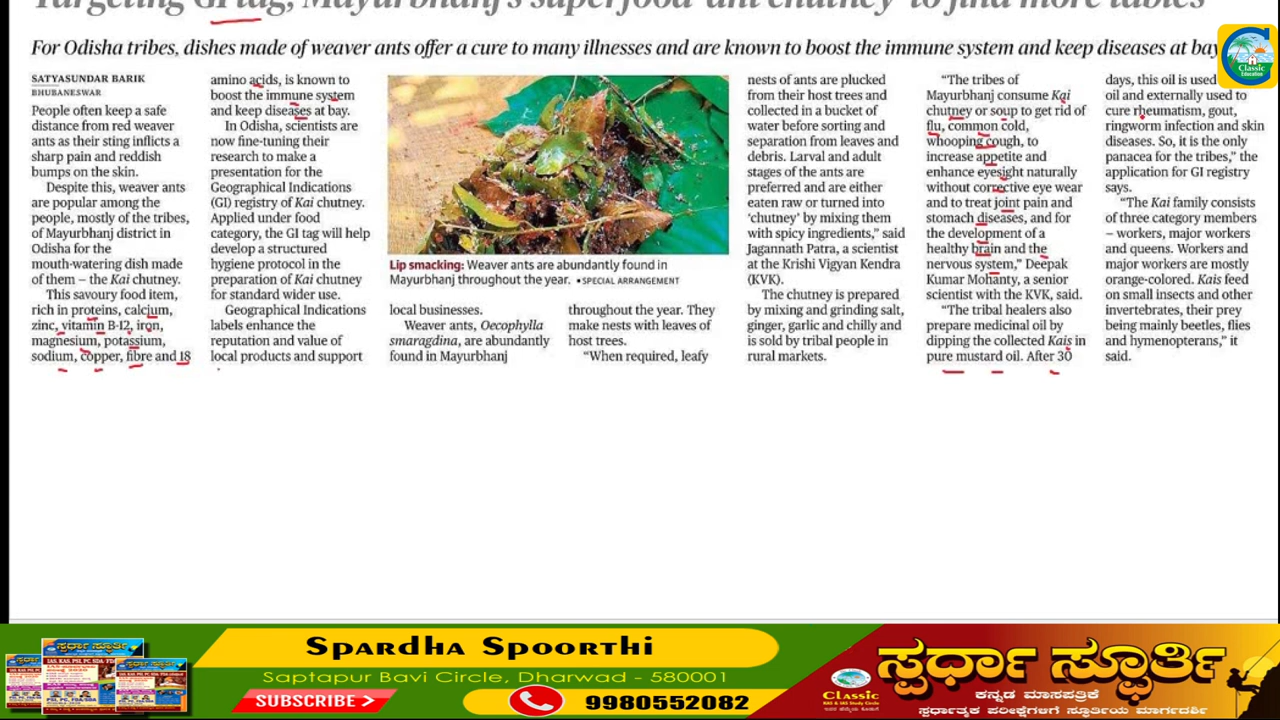 Targeting GI tag, Mayurbhanj's superfood 'ant chutney' to find more tables
For Odisha tribes, dishes made of weaver ants offer a cure to many illnesses and are known to boost the immune system and keep diseases at bay
SATYASUNDAR BARIK
BHUBANESWAR
People often keep a safe
distance from red weaver
ants as their sting inflicts a
sharp pain and reddish
bumps on the skin.
Despite this, weaver ants
are popular among the
people, mostly of the tribes,
of Mayurbhanj district in
Odisha for the
mouth-watering dish made
of them – the Kai chutney.
This savoury food item,
rich in proteins, calcium,
zinc, vitamin B-12, iron,
magnesium, potassium,
sodium, copper, fibre and 18
amino acids, is known to
boost the immune system
and keep diseases at bay.
In Odisha, scientists are
now fine-tuning their
research to make a
presentation for the
Geographical Indications
(GI) registry of Kai chutney.
Applied under food
category, the GI tag will help
develop a structured
hygiene protocol in the
preparation of Kai chutney
for standard wider use.
Geographical Indications
labels enhance the
reputation and value of
local products and support
Lip smacking: Weaver ants are abundantly found in
Mayurbhanj throughout the year. ▪SPECIAL ARRANGEMENT
local businesses.
Weaver ants, Oecophylla
smaragdina, are abundantly
found in Mayurbhanj
throughout the year. They
make nests with leaves of
host trees.
"When required, leafy
nests of ants are plucked
from their host trees and
collected in a bucket of
water before sorting and
separation from leaves and
debris. Larval and adult
stages of the ants are
preferred and are either
eaten raw or turned into
'chutney' by mixing them
with spicy ingredients," said
Jagannath Patra, a scientist
at the Krishi Vigyan Kendra
(KVK).
The chutney is prepared
by mixing and grinding salt,
ginger, garlic and chilly and
is sold by tribal people in
rural markets.
"The tribes of
Mayurbhanj consume Kai
chutney or soup to get rid of
flu, common cold,
whooping cough, to
increase appetite and
enhance eyesight naturally
without corrective eye wear
and to treat joint pain and
stomach diseases, and for
the development of a
healthy brain and the
nervous system," Deepak
Kumar Mohanty, a senior
scientist with the KVK, said.
"The tribal healers also
prepare medicinal oil by
dipping the collected Kais in
pure mustard oil. After 30
days, this oil is used
oil and externally used to
cure rheumatism, gout,
ringworm infection and skin
diseases. So, it is the only
panacea for the tribes," the
application for GI registry
says.
"The Kai family consists
of three category members
– workers, major workers
and queens. Workers and
major workers are mostly
orange-colored. Kais feed
on small insects and other
invertebrates, their prey
being mainly beetles, flies
and hymenopterans," it
said.
Classic
Education
Spardha Spoorthi
Saptapur Bavi Circle, Dharwad - 580001
SUBSCRIBE >
9980552082
Classic
KAS & IAS Study Circle
ಸ್ಪರ್ಧಾ ಸ್ಪೂರ್ತಿ
ಕನ್ನಡ ಮಾಸಪತ್ರಿಕೆ
ಸ್ಪರ್ಧಾತ್ಮಕ ಪರೀಕ್ಷೆಗಳಿಗೆ ಸ್ಫೂರ್ತಿಯ ಮಾರ್ಗದರ್ಶಿ